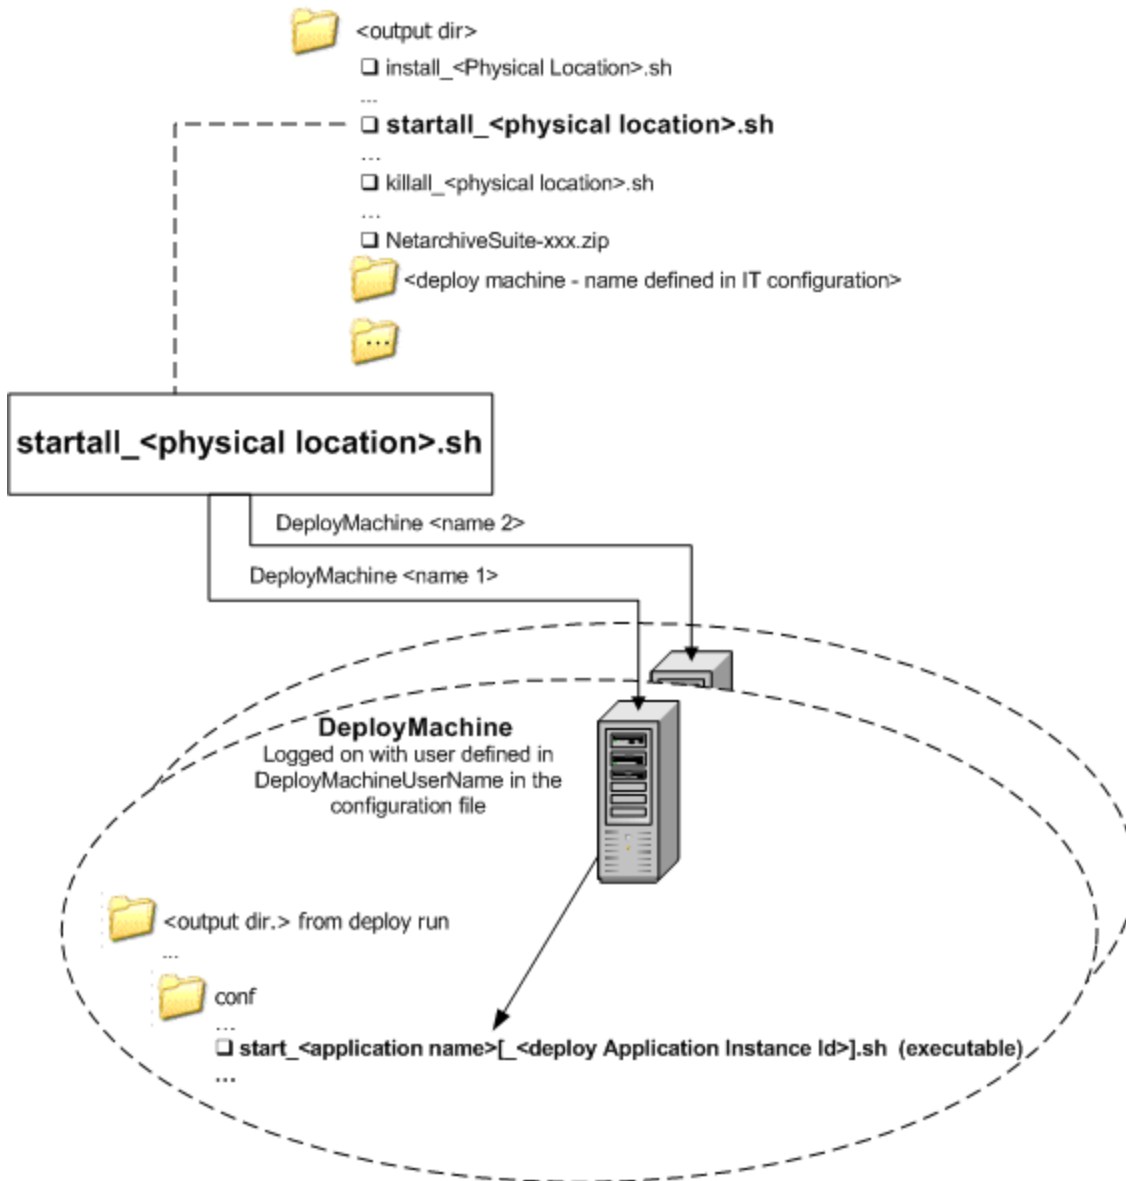 <output dir>
install_<Physical Location>.sh
...
startall_<physical location>.sh
...
killall_<physical location>.sh
...
NetarchiveSuite-xxx.zip
<deploy machine - name defined in IT configuration>
...
startall_<physical location>.sh
DeployMachine <name 2>
DeployMachine <name 1>
DeployMachine
Logged on with user defined in
DeployMachineUserName in the
configuration file
<output dir.> from deploy run
...
conf
...
start_<application name>[_<deploy Application Instance Id>].sh (executable)
...